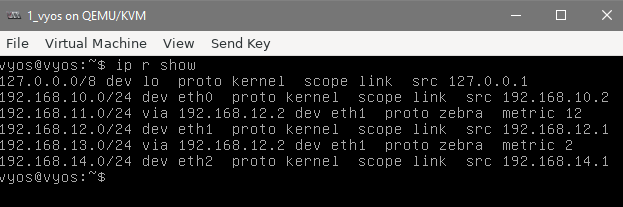 1_vyos on QEMU/KVM
File Virtual Machine View Send Key
vyos@vyos:~$ ip r show
127.0.0.0/8 dev lo  proto kernel  scope link  src 127.0.0.1
192.168.10.0/24 dev eth0  proto kernel  scope link  src 192.168.10.2
192.168.11.0/24 via 192.168.12.2 dev eth1  proto zebra  metric 12
192.168.12.0/24 dev eth1  proto kernel  scope link  src 192.168.12.1
192.168.13.0/24 via 192.168.12.2 dev eth1  proto zebra  metric 2
192.168.14.0/24 dev eth2  proto kernel  scope link  src 192.168.14.1
vyos@vyos:~$